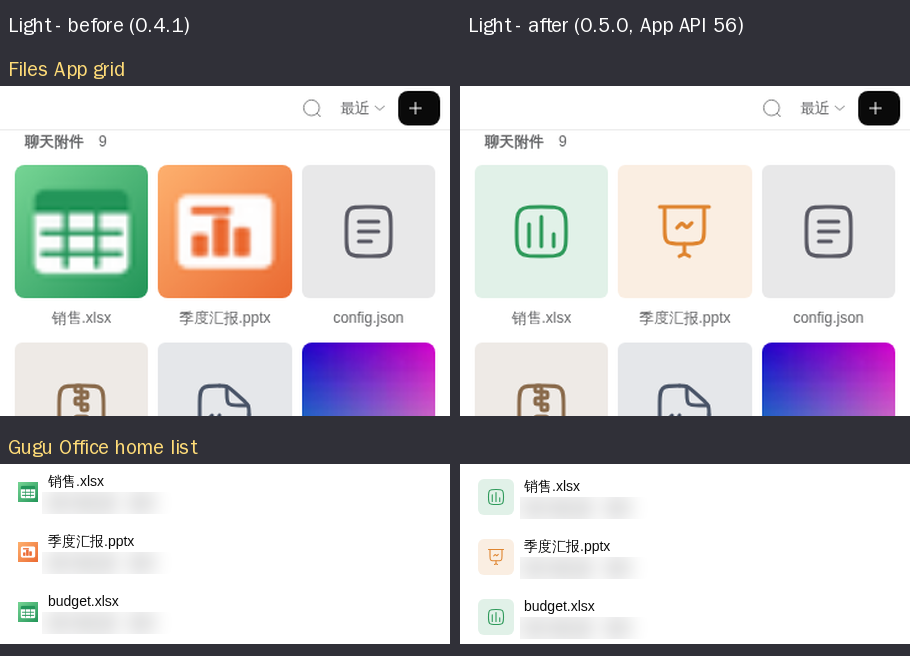 Light - before (0.4.1)
Light - after (0.5.0, App API 56)
Files App grid
最近
最近
聊天附件 9
聊天附件 9
销售.xlsx
季度汇报.pptx
config.json
销售.xlsx
季度汇报.pptx
config.json
Gugu Office home list
销售.xlsx
季度汇报.pptx
budget.xlsx
销售.xlsx
季度汇报.pptx
budget.xlsx